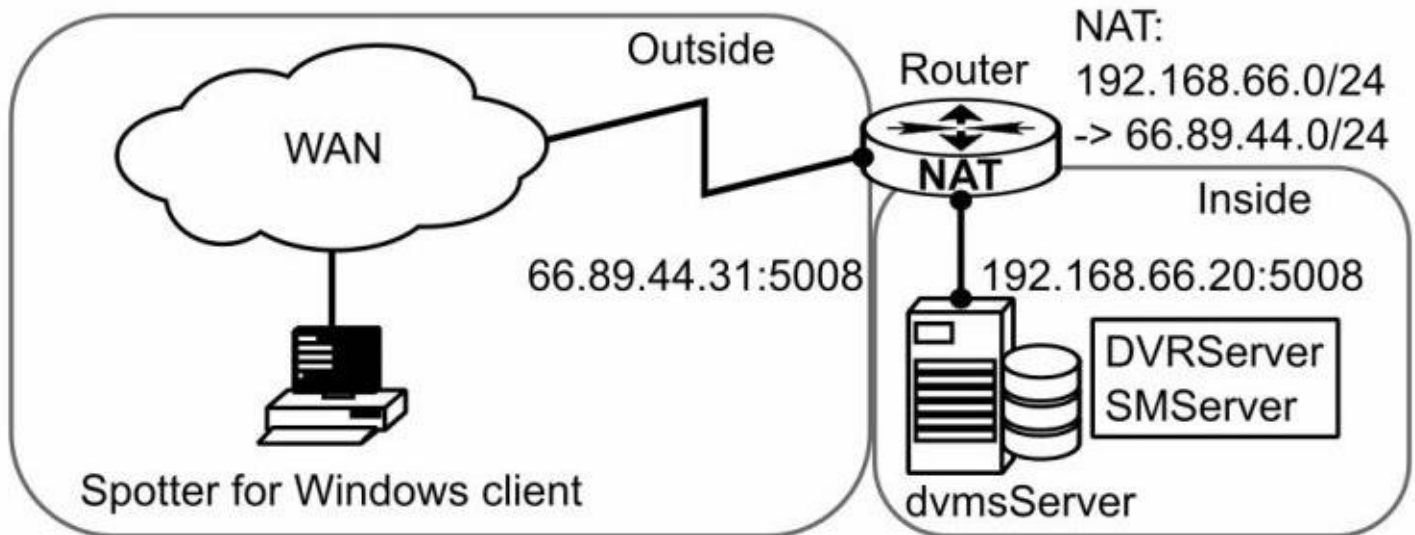 Outside
WAN
Router
NAT:
192.168.66.0/24
-> 66.89.44.0/24
NAT
Inside
66.89.44.31:5008
192.168.66.20:5008
DVRServer
SMServer
Spotter for Windows client
dvmsServer